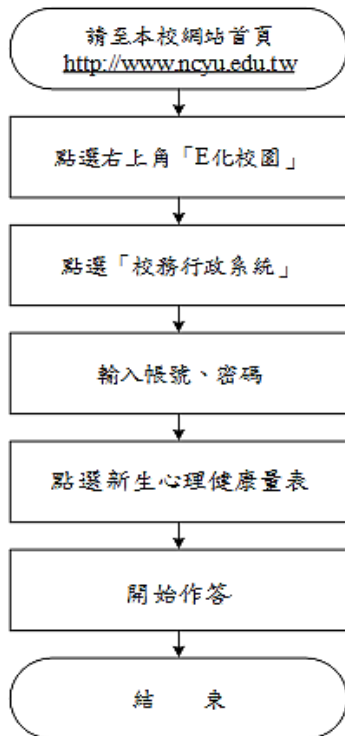 請至本校網站首頁
http://www.ncyu.edu.tw
點選右上角「E化校園」
點選「校務行政系統」
輸入帳號、密碼
點選新生心理健康量表
開始作答
結　束